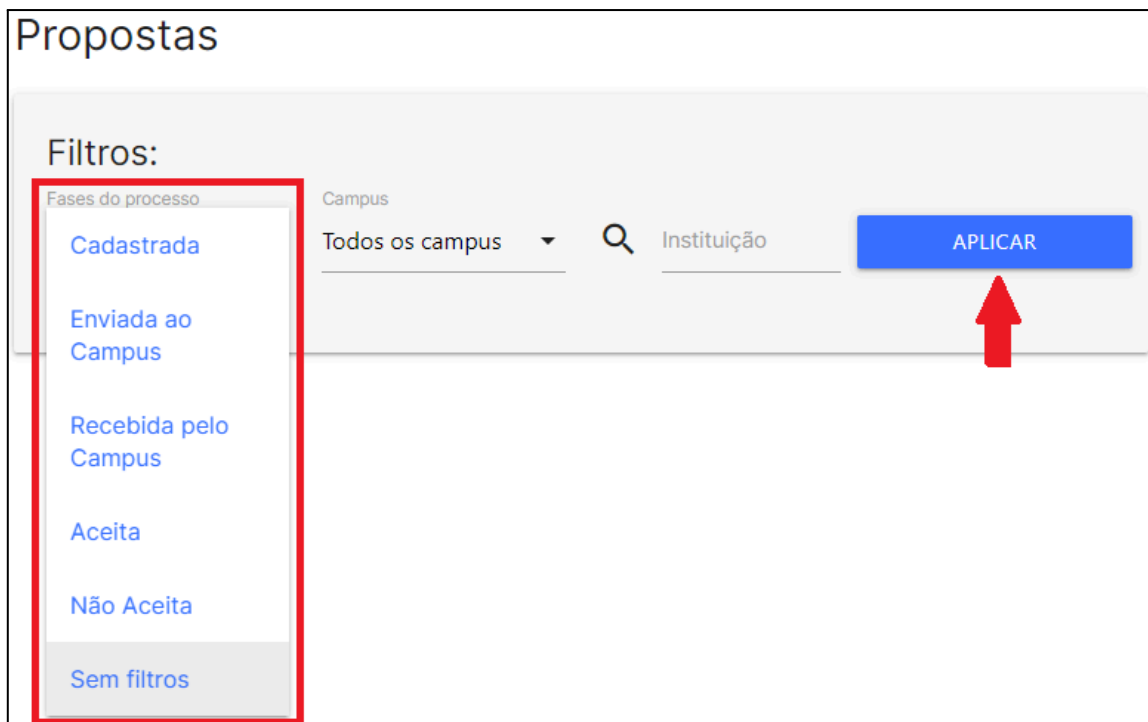 Propostas
Filtros:
Fases do processo
Cadastrada
Enviada ao
Campus
Recebida pelo
Campus
Aceita
Não Aceita
Sem filtros
Campus
Todos os campus
Instituição
APLICAR